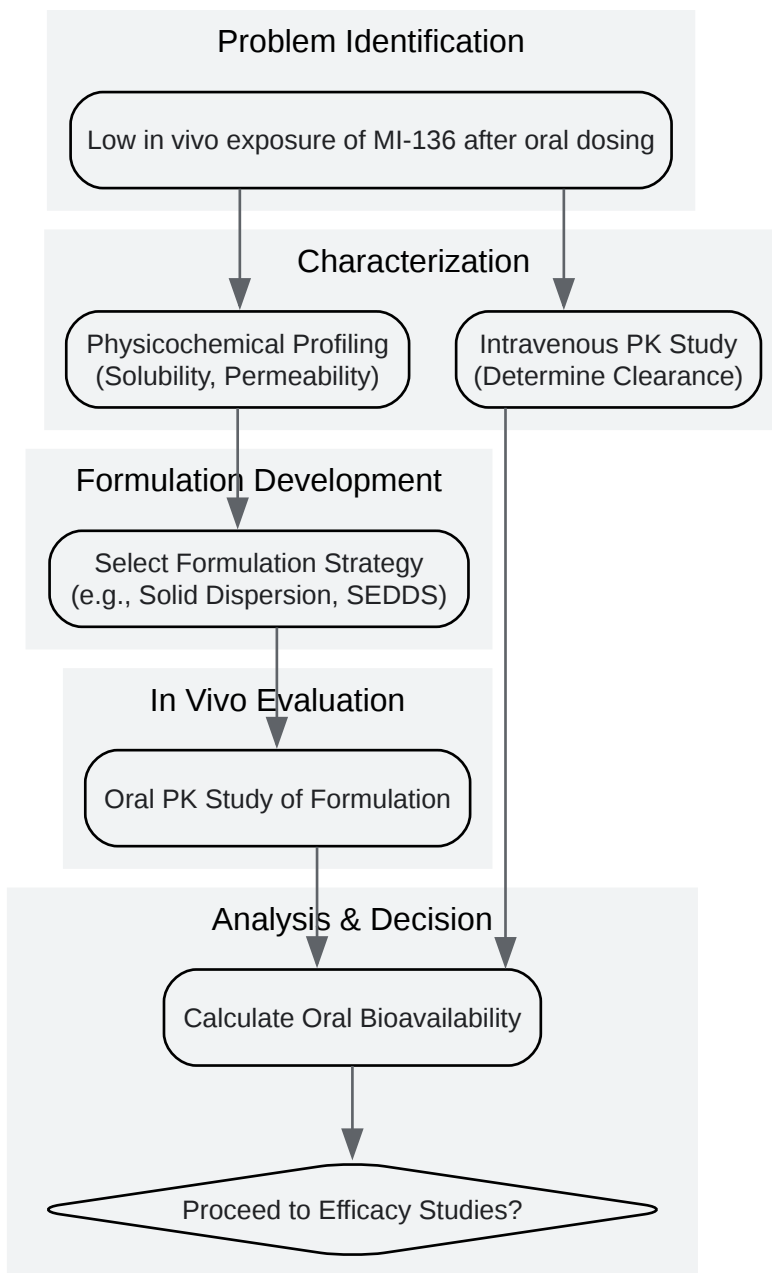 Problem Identification
Low in vivo exposure of MI-136 after oral dosing
Characterization
Physicochemical Profiling
(Solubility, Permeability)
Intravenous PK Study
(Determine Clearance)
Formulation Development
Select Formulation Strategy
(e.g., Solid Dispersion, SEDDS)
In Vivo Evaluation
Oral PK Study of Formulation
Analysis & Decision
Calculate Oral Bioavailability
Proceed to Efficacy Studies?